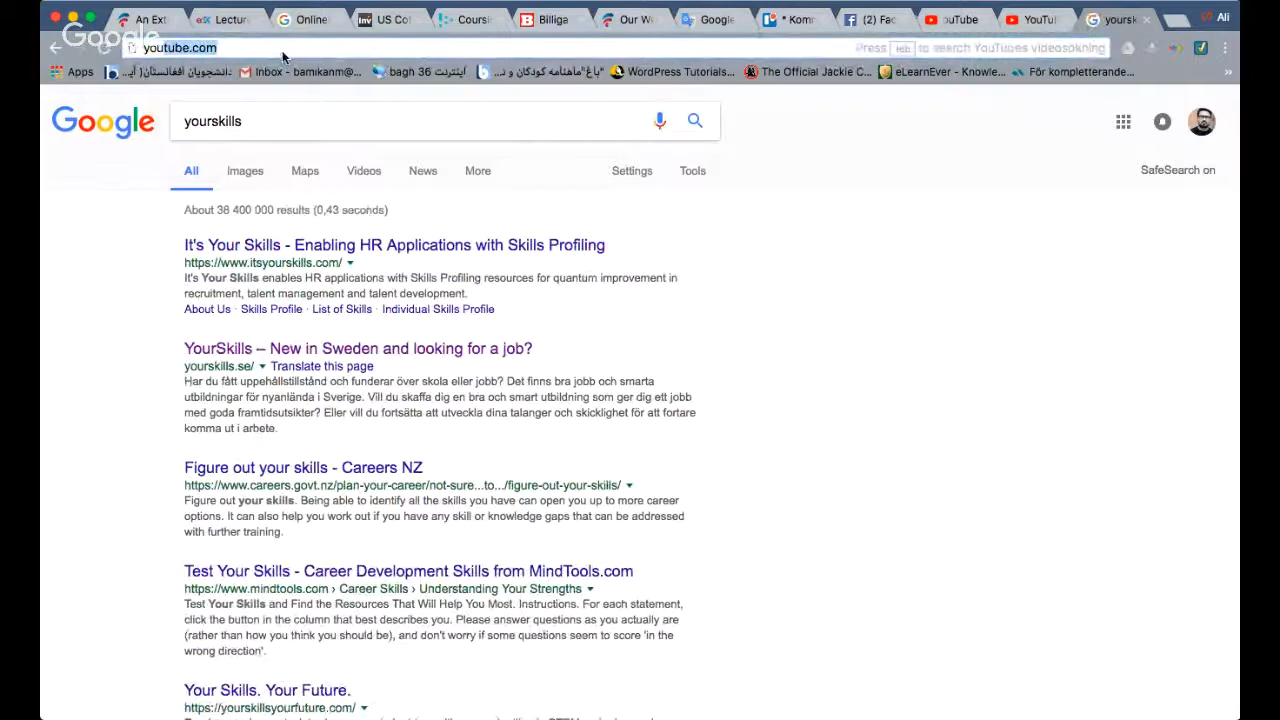 An Ext
Lectur
Online
US Co
Coursi
Billiga
Our W
Google
Kom
(2) Fac
ouTube
YouTu
yoursk
Ali
Google
youtube.com
Press tab to search YouTubes videosökning
Apps
دانشجویان افغانستان[ آیـ...
Inbox - bamikanm@...
bagh 36 اینترنت
"باغ"ماهنامه کودکان و نـ...
WordPress Tutorials...
The Official Jackie C...
eLearnEver - Knowle...
För kompletterande...
»
Google
yourskills
All
Images
Maps
Videos
News
More
Settings
Tools
SafeSearch on
About 38 400 000 results (0,43 seconds)
It's Your Skills - Enabling HR Applications with Skills Profiling
https://www.itsyourskills.com/
It's Your Skills enables HR applications with Skills Profiling resources for quantum improvement in
recruitment, talent management and talent development.
About Us · Skills Profile · List of Skills · Individual Skills Profile
YourSkills – New in Sweden and looking for a job?
yourskills.se/ Translate this page
Har du fått uppehållstillstånd och funderar över skola eller jobb? Det finns bra jobb och smarta
utbildningar för nyanlända i Sverige. Vill du skaffa dig en bra och smart utbildning som ger dig ett jobb
med goda framtidsutsikter? Eller vill du fortsätta att utveckla dina talanger och skicklighet för att fortare
komma ut i arbete.
Figure out your skills - Careers NZ
https://www.careers.govt.nz/plan-your-career/not-sure...to.../figure-out-your-skills/
Figure out your skills. Being able to identify all the skills you have can open you up to more career
options. It can also help you work out if you have any skill or knowledge gaps that can be addressed
with further training.
Test Your Skills - Career Development Skills from MindTools.com
https://www.mindtools.com › Career Skills › Understanding Your Strengths
Test Your Skills and Find the Resources That Will Help You Most. Instructions. For each statement,
click the button in the column that best describes you. Please answer questions as you actually are
(rather than how you think you should be), and don't worry if some questions seem to score 'in the
wrong direction'.
Your Skills. Your Future.
https://yourskillsyourfuture.com/